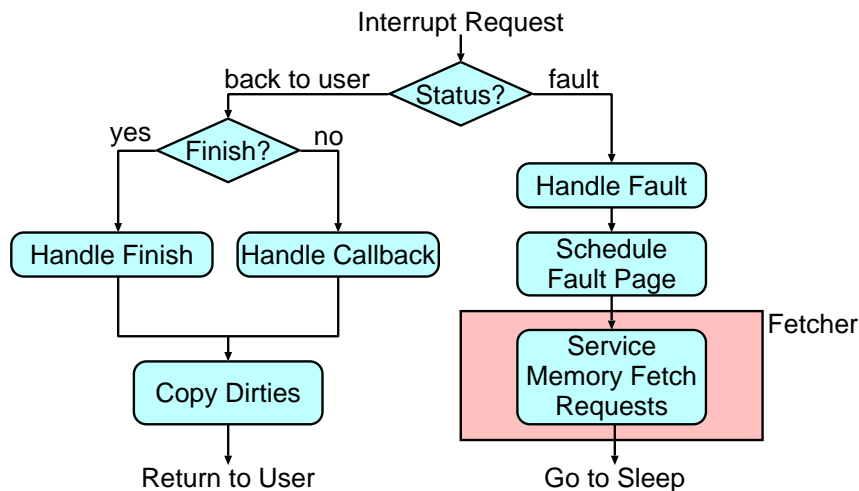 Interrupt Request
back to user
Status?
fault
yes
Finish?
no
Handle Fault
Handle Finish
Handle Callback
Schedule
Fault Page
Fetcher
Service
Memory Fetch
Requests
Copy Dirties
Return to User
Go to Sleep